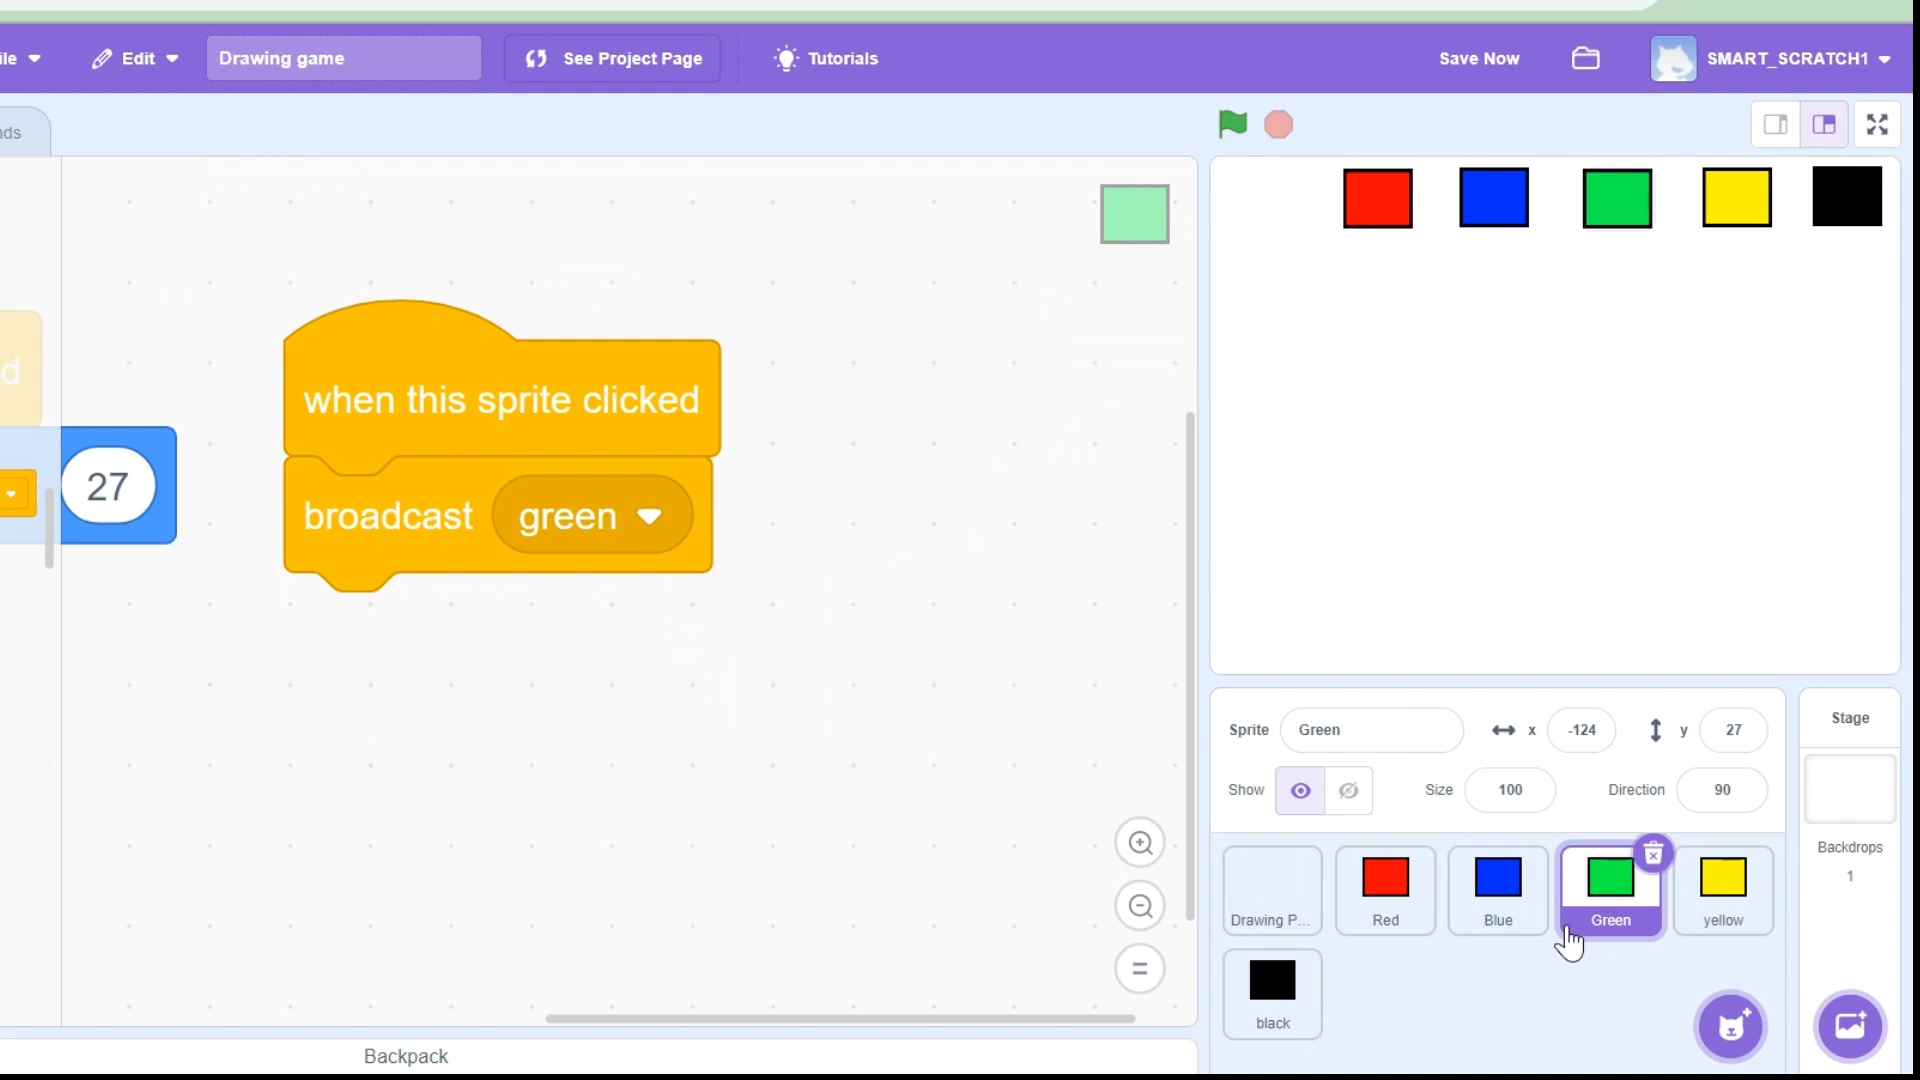 ile
Edit
Drawing game
See Project Page
Tutorials
Save Now
SMART_SCRATCH1
nds
d
27
when this sprite clicked
broadcast green
Sprite Green x -124 y 27
Show Size 100 Direction 90
Stage
Backdrops
1
Drawing P...
Red
Blue
Green
yellow
black
Backpack